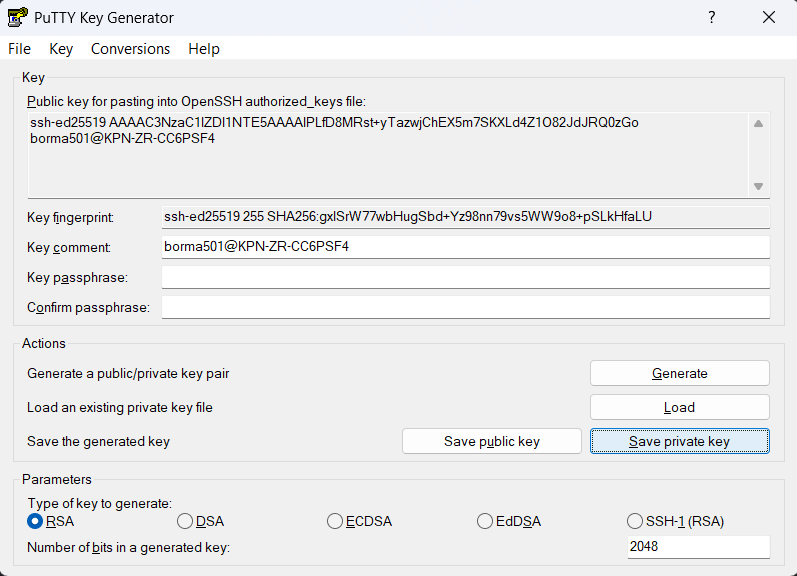 PuTTY Key Generator
File Key Conversions Help
Key
Public key for pasting into OpenSSH authorized_keys file:
ssh-ed25519 AAAAC3NzaC1lZDI1NTE5AAAAIPLfD8MRst+yTazwjChEX5m7SKXLd4Z1O82JdJRQ0zGo
borma501@KPN-ZR-CC6PSF4
Key fingerprint: ssh-ed25519 255 SHA256:gxlSrW77wbHugSbd+Yz98nn79vs5WW9o8+pSLkHfaLU
Key comment: borma501@KPN-ZR-CC6PSF4
Key passphrase:
Confirm passphrase:
Actions
Generate a public/private key pair Generate
Load an existing private key file Load
Save the generated key Save public key Save private key
Parameters
Type of key to generate:
RSA DSA ECDSA EdDSA SSH-1 (RSA)
Number of bits in a generated key: 2048